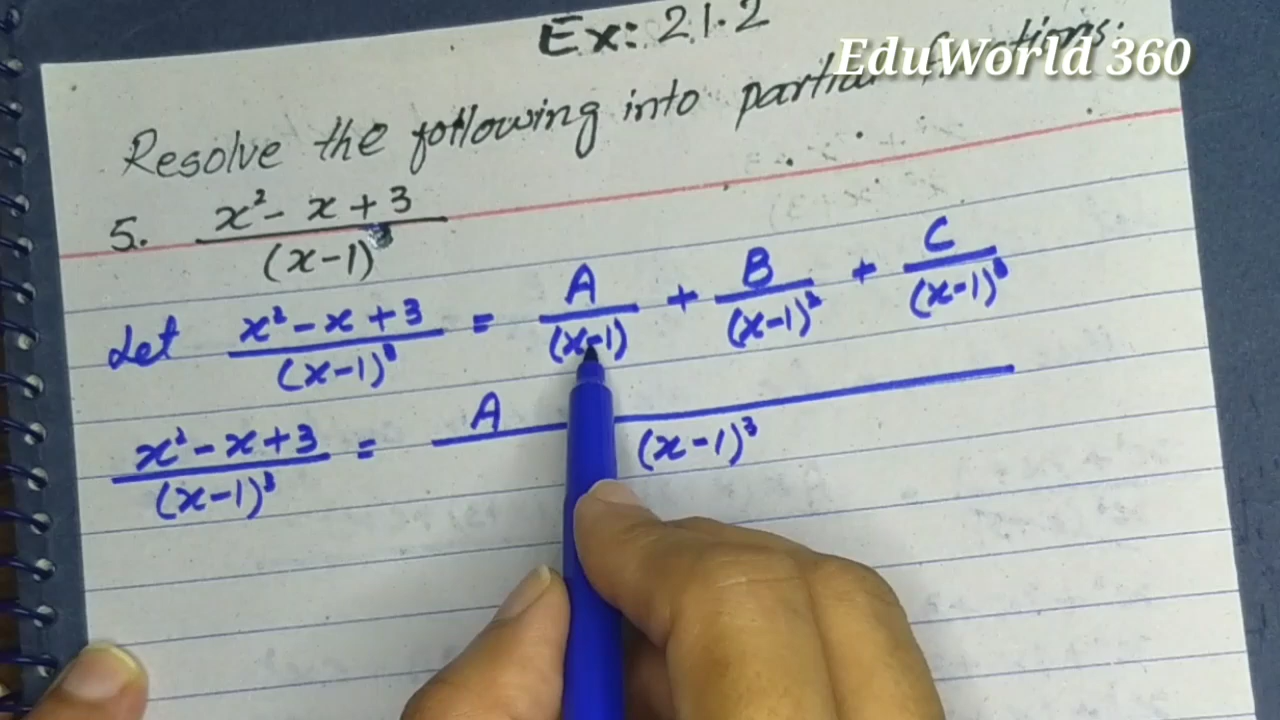 Ex: 21.2
EduWorld 360
Resolve the following into partial fractions.
5. x² - x + 3 / (x-1)³
Let x² - x + 3 / (x-1)³ = A / (x-1) + B / (x-1)² + C / (x-1)³
x² - x + 3 / (x-1)³ = A / (x-1)³